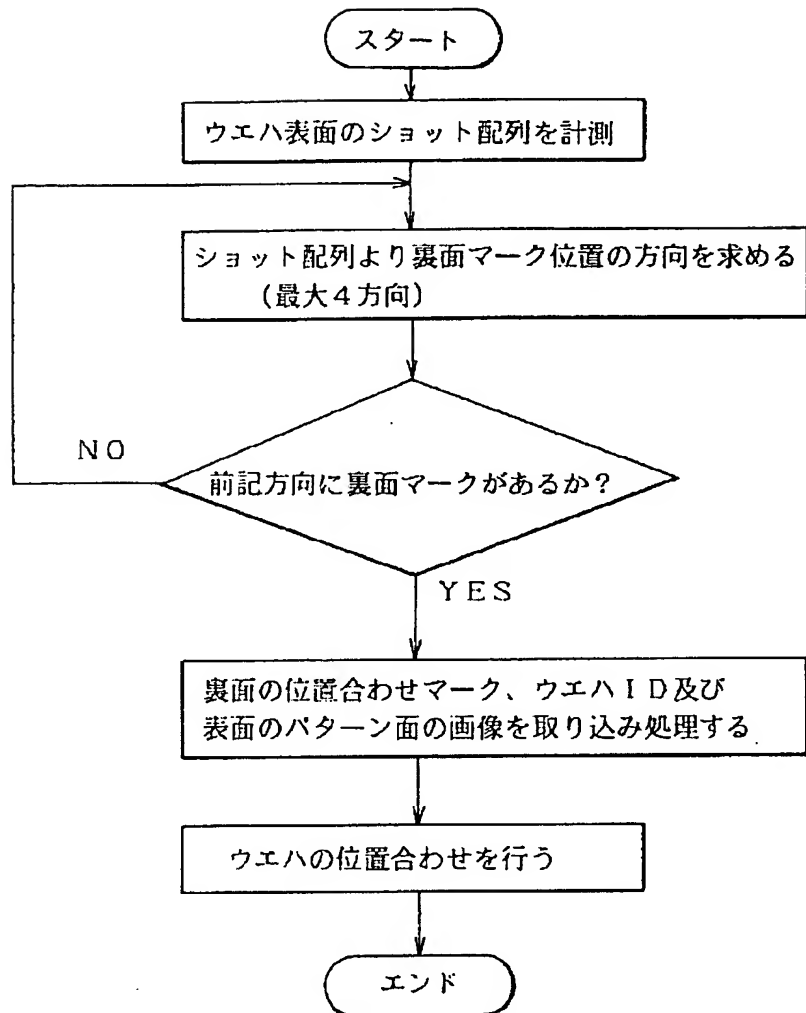 スタート
ウエハ表面のショット配列を計測
ショット配列より裏面マーク位置の方向を求める
(最大4方向)
NO
前記方向に裏面マークがあるか?
YES
裏面の位置合わせマーク、ウエハID及び
表面のパターン面の画像を取り込み処理する
ウエハの位置合わせを行う
エンド